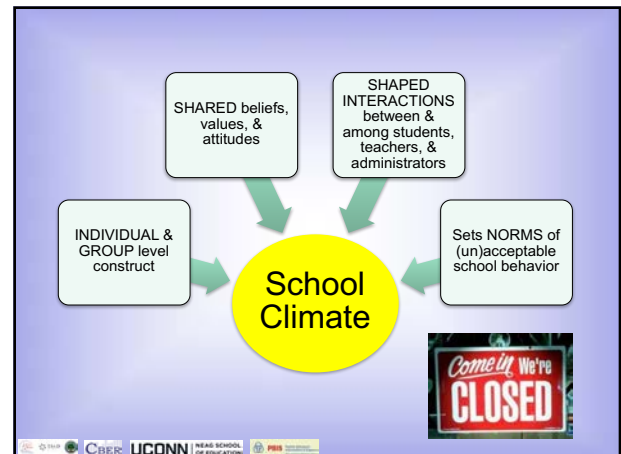 SHARED beliefs,
values, &
attitudes
SHAPED
INTERACTIONS
between &
among students,
teachers, &
administrators
INDIVIDUAL &
GROUP level
construct
Sets NORMS of
(un)acceptable
school behavior
School
Climate
Come in We're
CLOSED
CBER
UCONN
NEAG SCHOOL
OF EDUCATION
PBIS